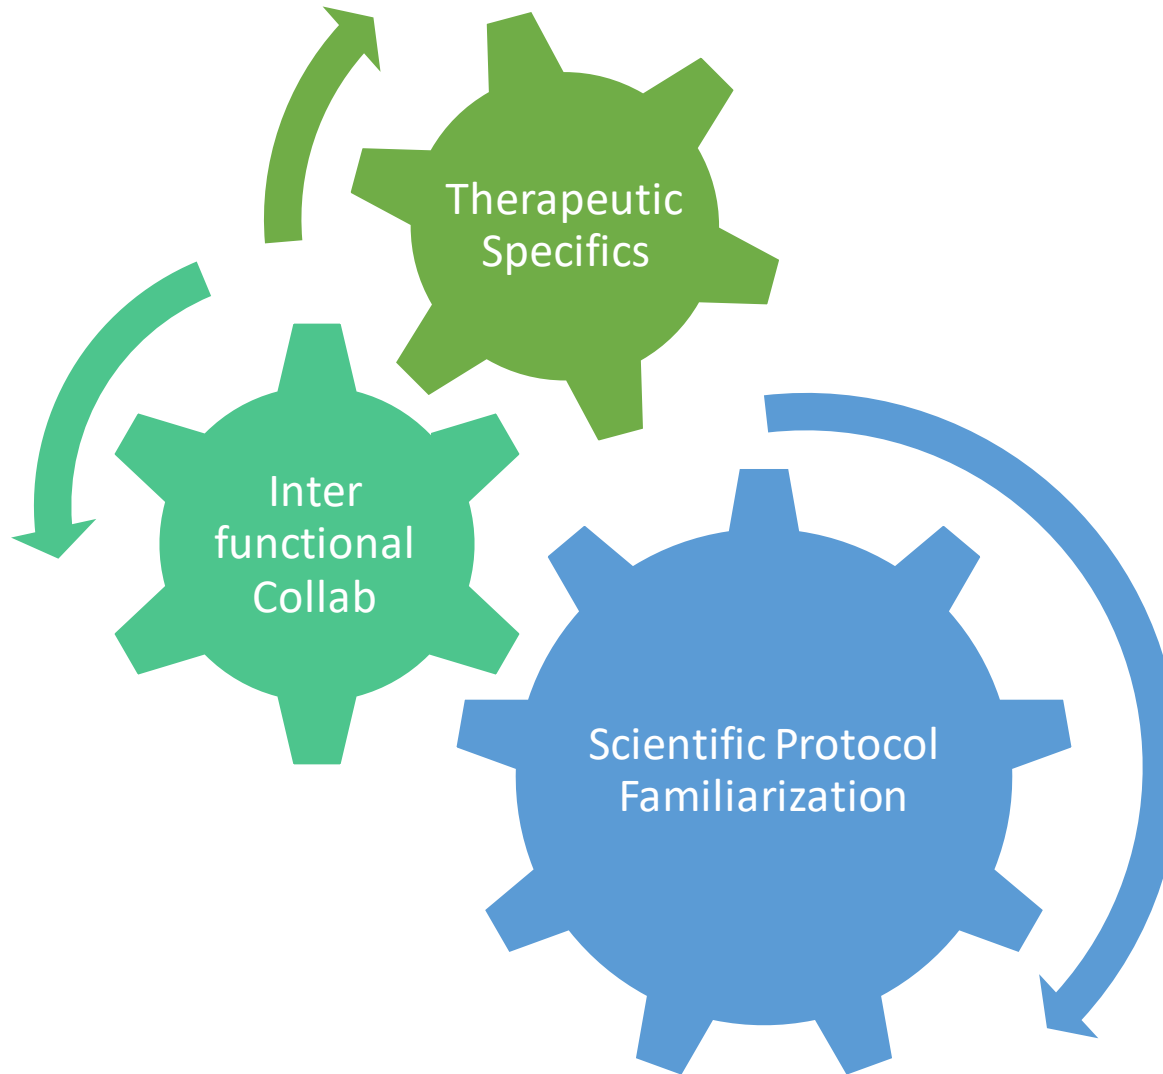 Therapeutic
Specifics
Inter
functional
Collab
Scientific Protocol
Familiarization